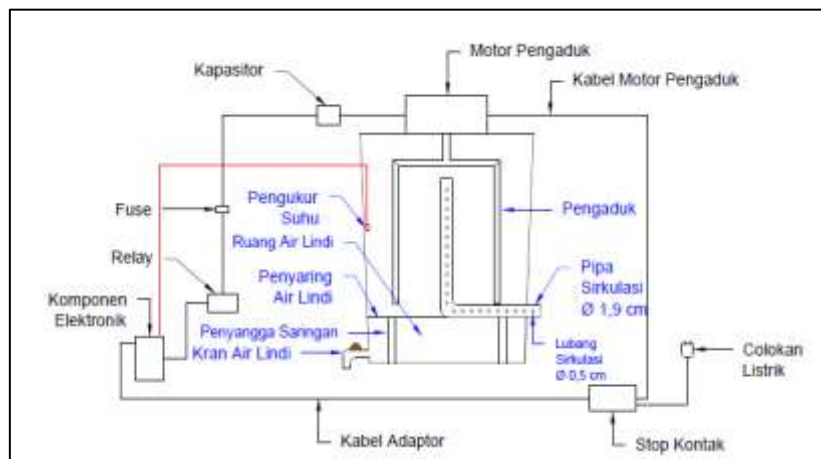 Motor Pengaduk
Kapasitor
Kabel Motor Pengaduk
Fuse
Pengukur
Suhu
Pengaduk
Ruang Air Lindi
Relay
Penyaring
Air Lindi
Pipa
Sirkulasi
Ø 1,9 cm
Komponen
Elektronik
Penyangga Saringan
Kran Air Lindi
Lubang
Sirkulasi
Ø 0,5 cm
Colokan
Listrik
Kabel Adaptor
Stop Kontak